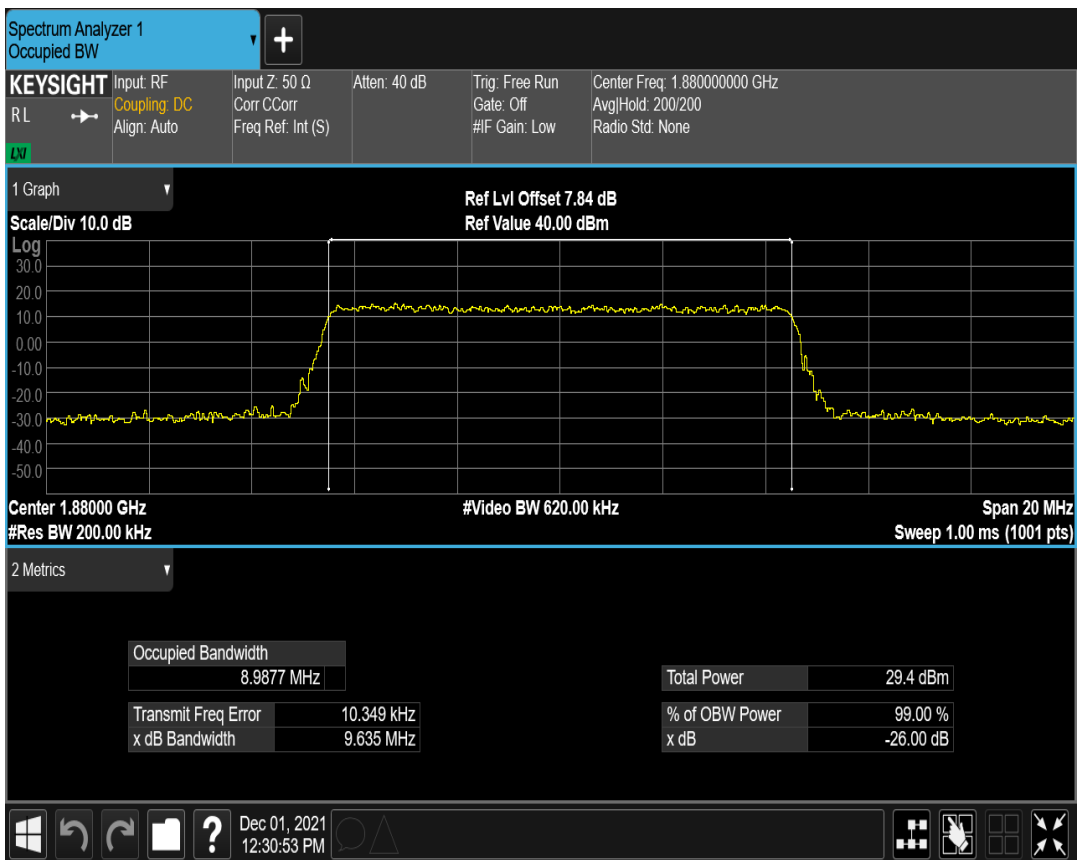 Spectrum Analyzer 1
Occupied BW
+
KEYSIGHT
R L
LXI
Input: RF
Coupling: DC
Align: Auto
Input Z: 50 Ω
Corr CCorr
Freq Ref: Int (S)
Atten: 40 dB
Trig: Free Run
Gate: Off
#IF Gain: Low
Center Freq: 1.880000000 GHz
Avg|Hold: 200/200
Radio Std: None
1 Graph
Scale/Div 10.0 dB
Ref Lvl Offset 7.84 dB
Ref Value 40.00 dBm
Log
30.0
20.0
10.0
0.00
-10.0
-20.0
-30.0
-40.0
-50.0
Center 1.88000 GHz
#Res BW 200.00 kHz
#Video BW 620.00 kHz
Span 20 MHz
Sweep 1.00 ms (1001 pts)
2 Metrics
Occupied Bandwidth
8.9877 MHz
Transmit Freq Error 10.349 kHz
x dB Bandwidth 9.635 MHz
Total Power 29.4 dBm
% of OBW Power 99.00 %
x dB -26.00 dB
?
Dec 01, 2021
12:30:53 PM